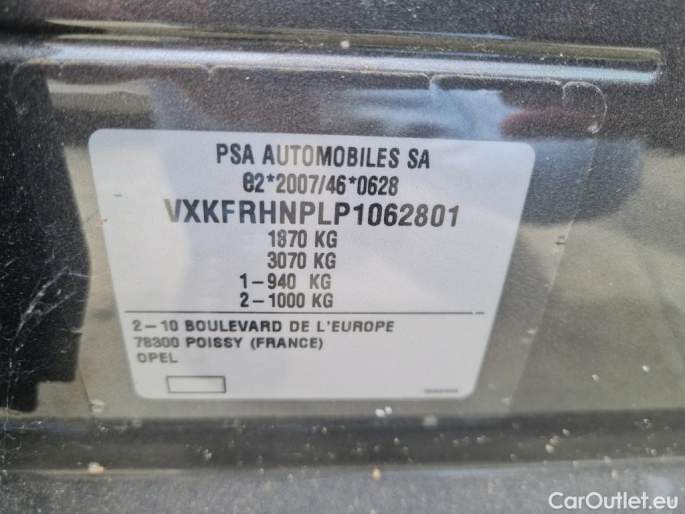 PSA AUTOMOBILES SA
e2*2007/46*0628
VXKFRHNPLP1062801
1870 KG
3070 KG
1-940 KG
2-1000 KG
2-10 BOULEVARD DE L'EUROPE
78300 POISSY (FRANCE)
OPEL
CarOutlet.eu